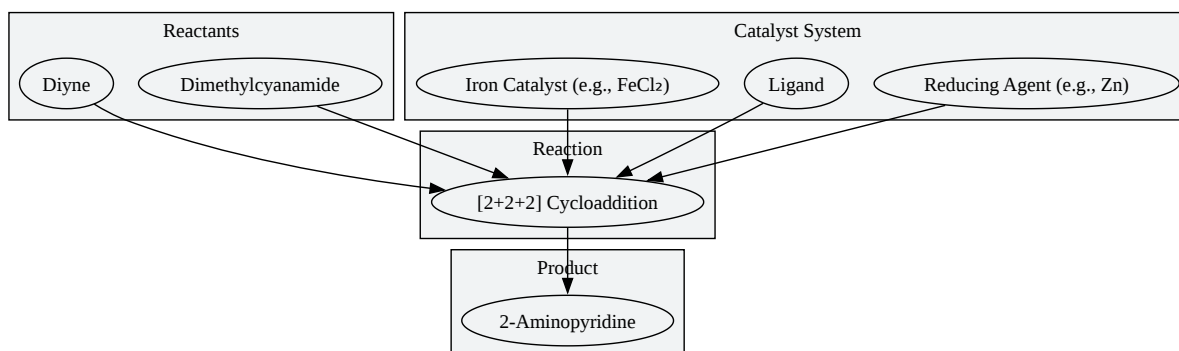 Reactants
Catalyst System
Diyne
Dimethylcyanamide
Iron Catalyst (e.g., FeCl₂)
Ligand
Reducing Agent (e.g., Zn)
Reaction
[2+2+2] Cycloaddition
Product
2-Aminopyridine